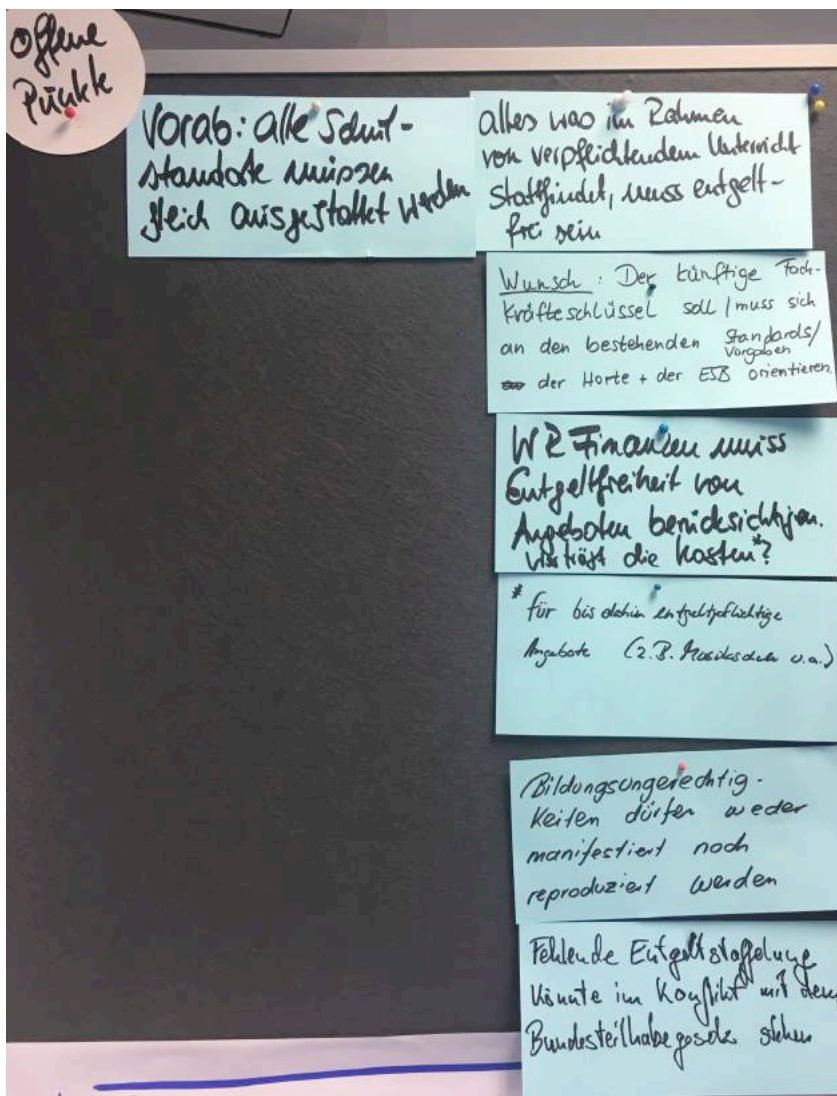 Offene
Punkte
Vorab: alle Schul-
standorte müssen
gleich ausgestattet werden
alles was im Rahmen
von verpflichtendem Unterricht
stattfindet, muss entgelt-
frei sein
Wunsch: Der künftige Fach-
kräfteschlüssel soll / muss sich
an den bestehenden Standards/
Vorgaben
der Horte + der ESB orientieren.
Finanzen muss
Entgeltfreiheit von
Angeboten berücksichtigen.
Wer trägt die Kosten*?
* für bis dahin entgeltpflichtige
Angebote (z.B. Musikschule u.a.)
Bildungsungerechtig-
keiten dürfen weder
manifestiert noch
reproduziert werden
Fehlende Entgeltstaffelung
könnte im Konflikt mit dem
Bundesteilhabegesetz stehen